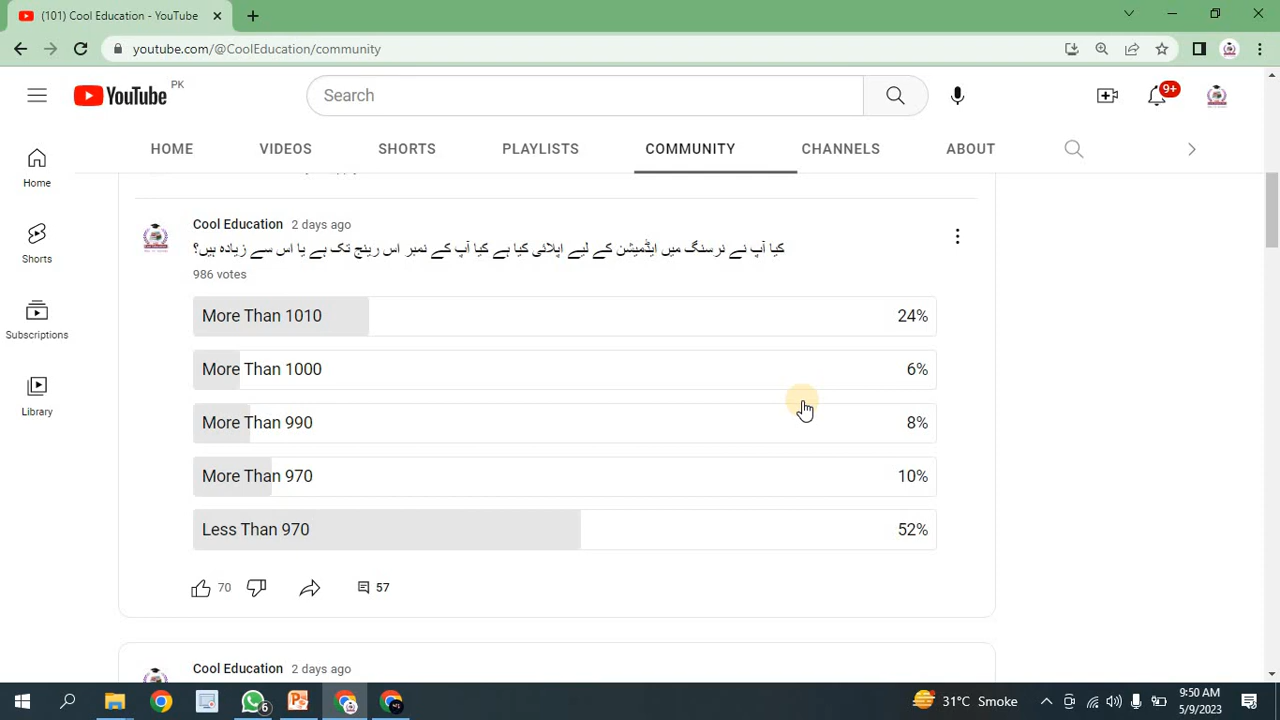 (101) Cool Education - YouTube
youtube.com/@CoolEducation/community
YouTube PK
Search
9+
HOME VIDEOS SHORTS PLAYLISTS COMMUNITY CHANNELS ABOUT
Home
Shorts
Subscriptions
Library
Cool Education 2 days ago
کیا آپ نے نرسنگ میں ایڈمیشن کے لیے اپلائی کیا ہے کیا آپ کے نمبر اس رینج تک ہے یا اس سے زیادہ ہیں؟
986 votes
More Than 1010 24%
More Than 1000 6%
More Than 990 8%
More Than 970 10%
Less Than 970 52%
70 57
Cool Education 2 days ago
6
31°C Smoke
9:50 AM
5/9/2023